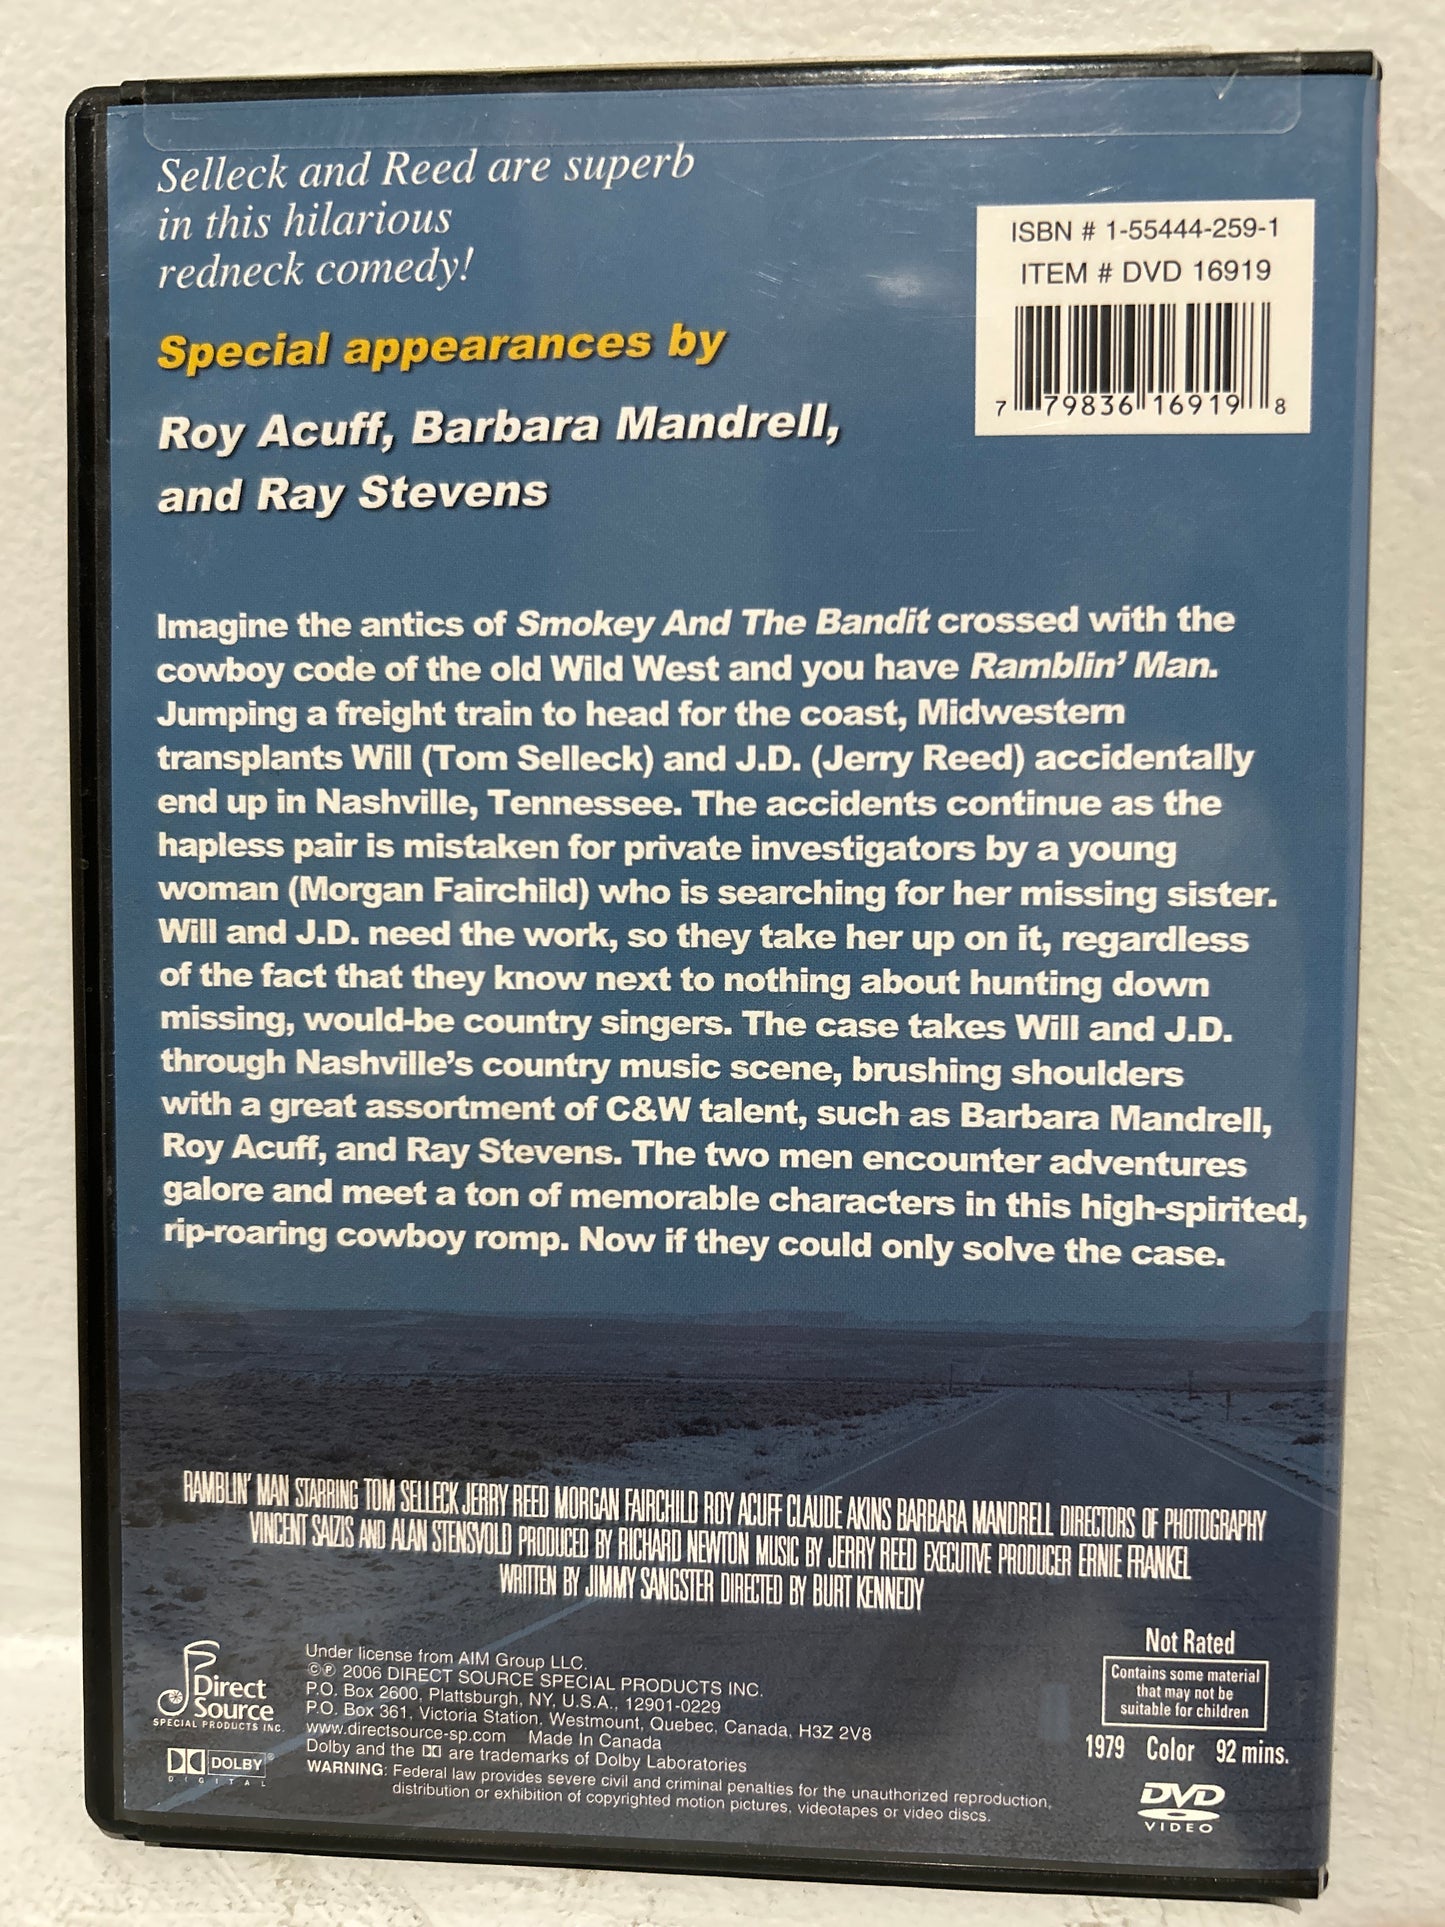 Selleck and Reed are superb
in this hilarious
redneck comedy!
Special appearances by
Roy Acuff, Barbara Mandrell,
and Ray Stevens
ISBN # 1-55444-259-1
ITEM # DVD 16919
7 79836 16919 8
Imagine the antics of Smokey And The Bandit crossed with the
cowboy code of the old Wild West and you have Ramblin' Man.
Jumping a freight train to head for the coast, Midwestern
transplants Will (Tom Selleck) and J.D. (Jerry Reed) accidentally
end up in Nashville, Tennessee. The accidents continue as the
hapless pair is mistaken for private investigators by a young
woman (Morgan Fairchild) who is searching for her missing sister.
Will and J.D. need the work, so they take her up on it, regardless
of the fact that they know next to nothing about hunting down
missing, would-be country singers. The case takes Will and J.D.
through Nashville's country music scene, brushing shoulders
with a great assortment of C&W talent, such as Barbara Mandrell,
Roy Acuff, and Ray Stevens. The two men encounter adventures
galore and meet a ton of memorable characters in this high-spirited,
rip-roaring cowboy romp. Now if they could only solve the case.
RAMBLIN' MAN STARRING TOM SELLECK JERRY REED MORGAN FAIRCHILD ROY ACUFF CLAUDE AKINS BARBARA MANDRELL DIRECTORS OF PHOTOGRAPHY
VINCENT SAIZIS AND ALAN STENSVOLD PRODUCED BY RICHARD NEWTON MUSIC BY JERRY REED EXECUTIVE PRODUCER ERNIE FRANKEL
WRITTEN BY JIMMY SANGSTER DIRECTED BY BURT KENNEDY
Direct
Source
SPECIAL PRODUCTS INC.
DOLBY®
DIGITAL
Under license from AIM Group LLC.
©℗ 2006 DIRECT SOURCE SPECIAL PRODUCTS INC.
P.O. Box 2600, Plattsburgh, NY, U.S.A., 12901-0229
P.O. Box 361, Victoria Station, Westmount, Quebec, Canada, H3Z 2V8
www.directsource-sp.com Made In Canada
Dolby and the DD are trademarks of Dolby Laboratories
WARNING: Federal law provides severe civil and criminal penalties for the unauthorized reproduction,
distribution or exhibition of copyrighted motion pictures, videotapes or video discs.
Not Rated
Contains some material
that may not be
suitable for children
1979 Color 92 mins.
DVD
VIDEO